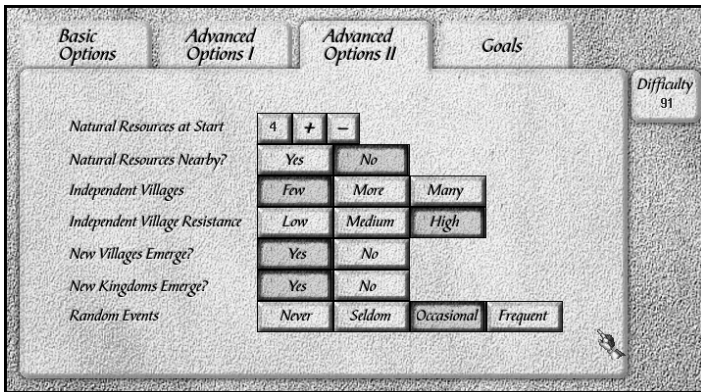 Basic Options
Advanced Options I
Advanced Options II
Goals
Difficulty
91
Natural Resources at Start 4 + −
Natural Resources Nearby? Yes No
Independent Villages Few More Many
Independent Village Resistance Low Medium High
New Villages Emerge? Yes No
New Kingdoms Emerge? Yes No
Random Events Never Seldom Occasional Frequent